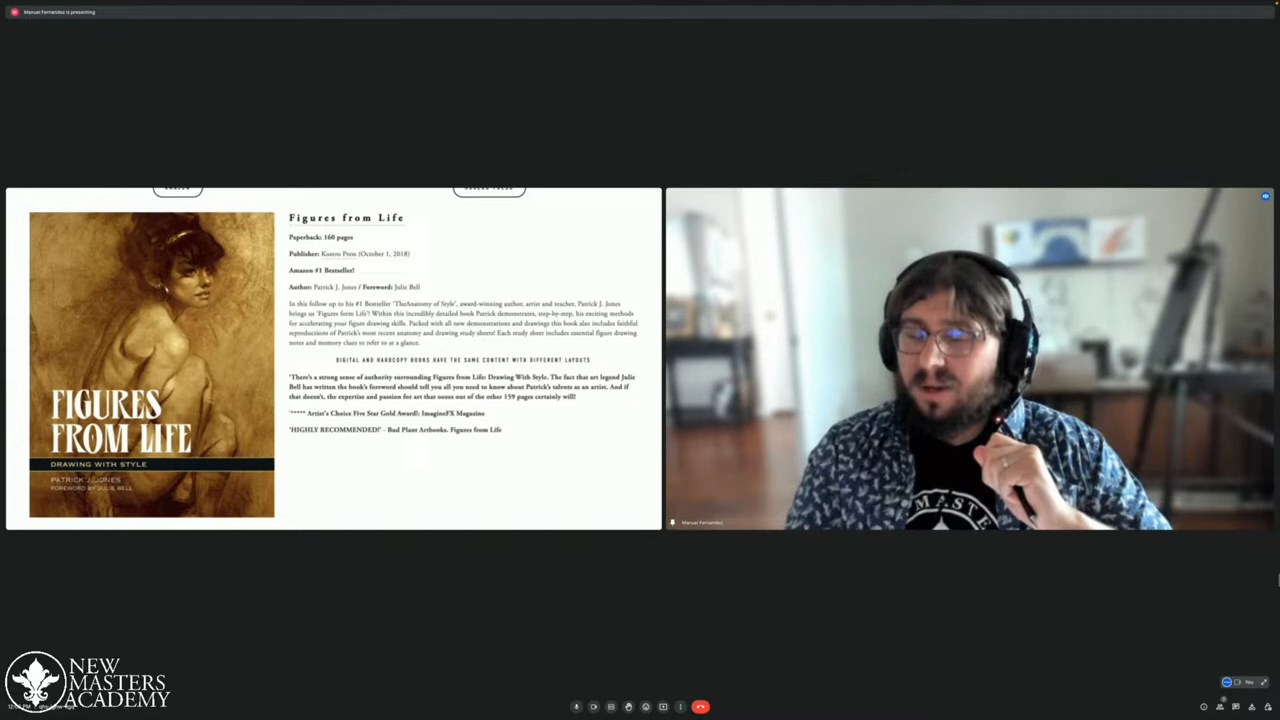 Manuel Fernandez is presenting
Figures from Life
Paperback: 160 pages
Publisher: Korero Press (October 1, 2018)
Amazon #1 Bestseller!
Author: Patrick J. Jones / Foreword: Julie Bell
In this follow up to his #1 Bestseller 'TheAnatomy of Style', award-winning author, artist and teacher, Patrick J. Jones
brings us 'Figures form Life'! Within this incredibly detailed book Patrick demonstrates, step-by-step, his exciting methods
for accelerating your figure drawing skills. Packed with all new demonstrations and drawings this book also includes faithful
reproductions of Patrick's most recent anatomy and drawing study sheets! Each study sheet includes essential figure drawing
notes and memory clues to refer to at a glance.
DIGITAL AND HARDCOPY BOOKS HAVE THE SAME CONTENT WITH DIFFERENT LAYOUTS
'There's a strong sense of authority surrounding Figures from Life: Drawing With Style. The fact that art legend Julie
Bell has written the book's foreword should tell you all you need to know about Patrick's talents as an artist. And if
that doesn't, the expertise and passion for art that oozes out of the other 159 pages certainly will!
'***** Artist's Choice Five Star Gold Award!: ImagineFX Magazine
'HIGHLY RECOMMENDED!' - Bud Plant Artbooks. Figures from Life
FIGURES
FROM LIFE
DRAWING WITH STYLE
PATRICK J. JONES
FOREWORD BY JULIE BELL
MASTE
Manuel Fernandez
NEW
MASTERS
ACADEMY
You